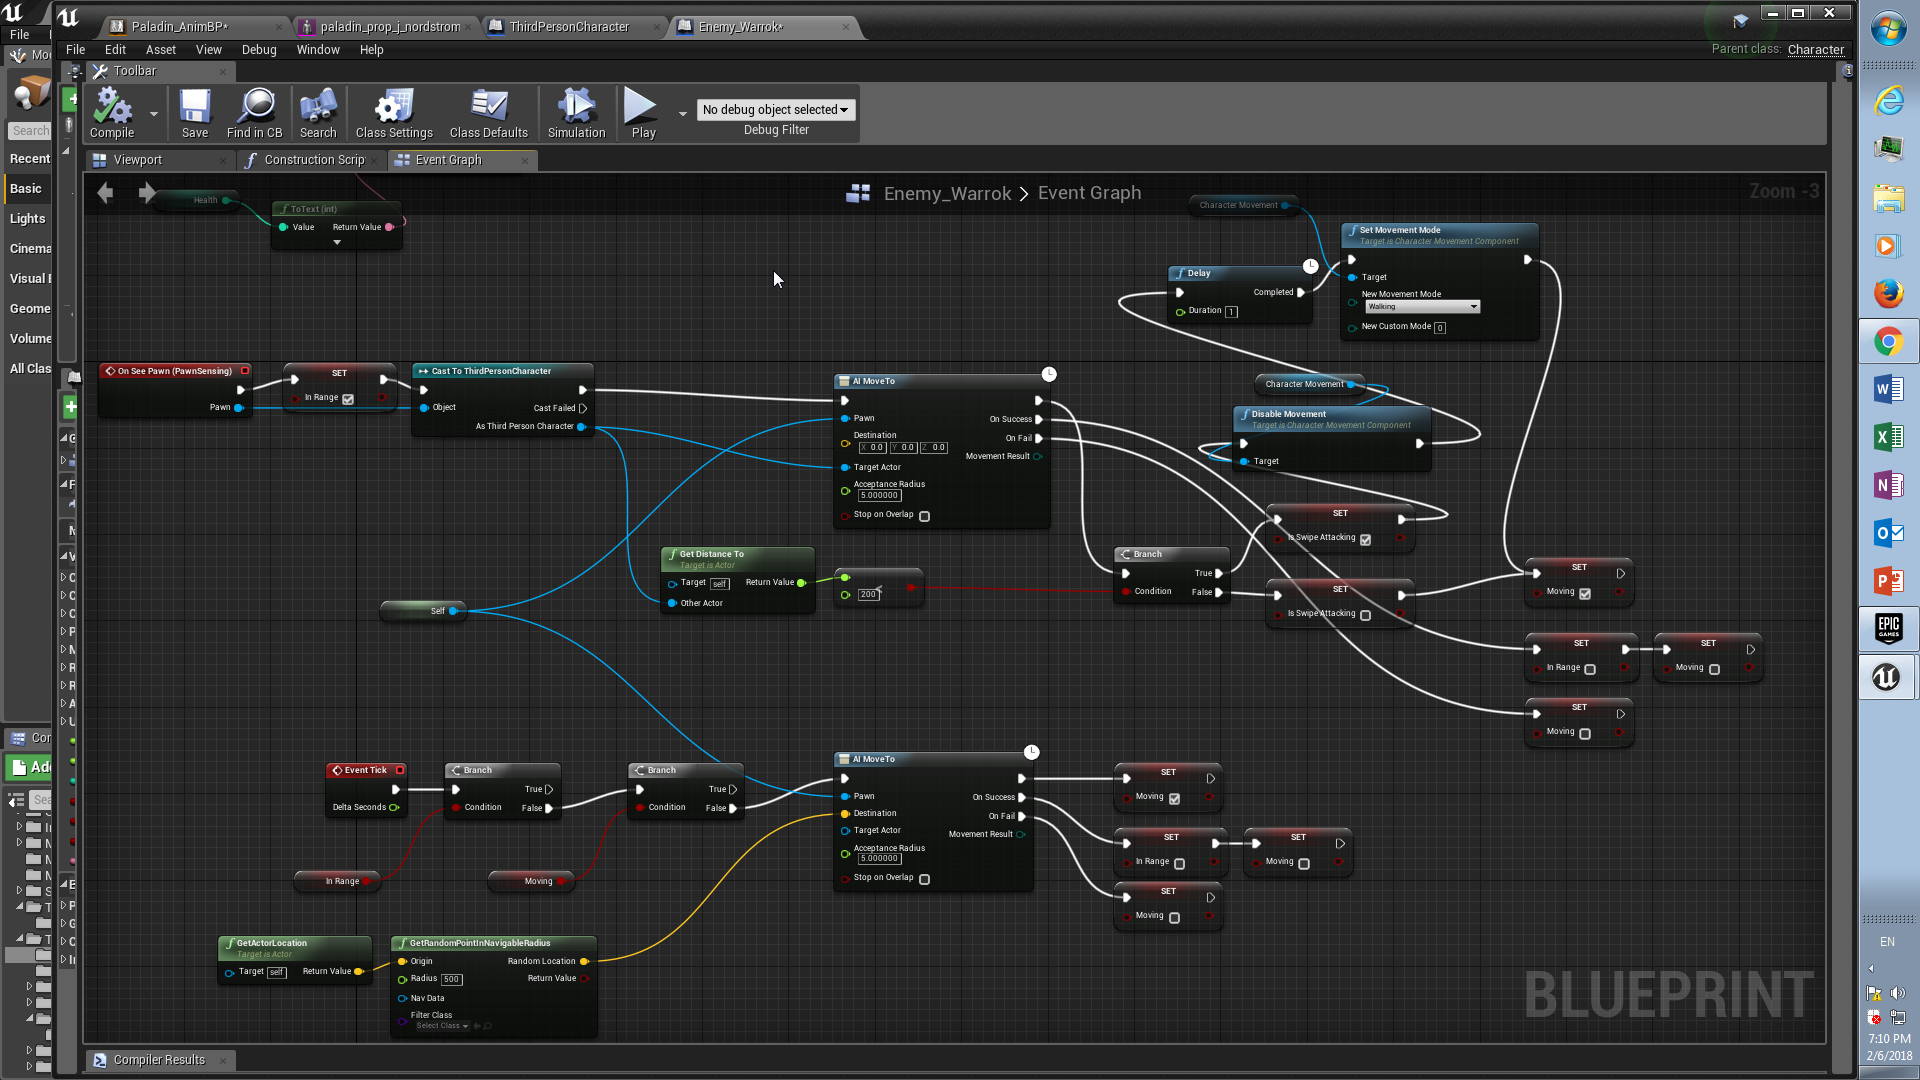 Paladin_AnimBP*
paladin_prop_j_nordstrom
ThirdPersonCharacter
Enemy_Warrok*
File
File Edit Asset View Debug Window Help
Parent class: Character
Toolbar
Compile
Save
Find in CB
Search
Class Settings
Class Defaults
Simulation
Play
No debug object selected
Debug Filter
Search
Recent
Basic
Lights
Cinema
Visual
Geome
Volume
All Clas
Viewport
Construction Scrip
Event Graph
Enemy_Warrok > Event Graph
Zoom -3
Health
ToText (int)
Value Return Value
Character Movement
Set Movement Mode
Target is Character Movement Component
Target
New Movement Mode
Walking
New Custom Mode 0
Delay
Completed
Duration 1
On See Pawn (PawnSensing)
Pawn
SET
In Range
Cast To ThirdPersonCharacter
Object Cast Failed
As Third Person Character
AI MoveTo
Pawn On Success
Destination
X 0.0 Y 0.0 Z 0.0
On Fail
Movement Result
Target Actor
Acceptance Radius
5.000000
Stop on Overlap
Character Movement
Disable Movement
Target is Character Movement Component
Target
SET
Is Swipe Attacking
Get Distance To
Target is Actor
Target self Return Value
Other Actor
200
<
Branch
True
Condition False
SET
Is Swipe Attacking
SET
Moving
Self
SET
In Range
SET
Moving
SET
Moving
Event Tick
Delta Seconds
Branch
True
Condition False
Branch
True
Condition False
In Range
Moving
AI MoveTo
Pawn On Success
Destination On Fail
Target Actor Movement Result
Acceptance Radius
5.000000
Stop on Overlap
SET
Moving
SET
In Range
SET
Moving
SET
Moving
GetActorLocation
Target is Actor
Target self Return Value
GetRandomPointInNavigableRadius
Origin Random Location
Radius 500 Return Value
Nav Data
Filter Class
Select Class
BLUEPRINT
Compiler Results
EPIC
GAMES
EN
7:10 PM
2/6/2018